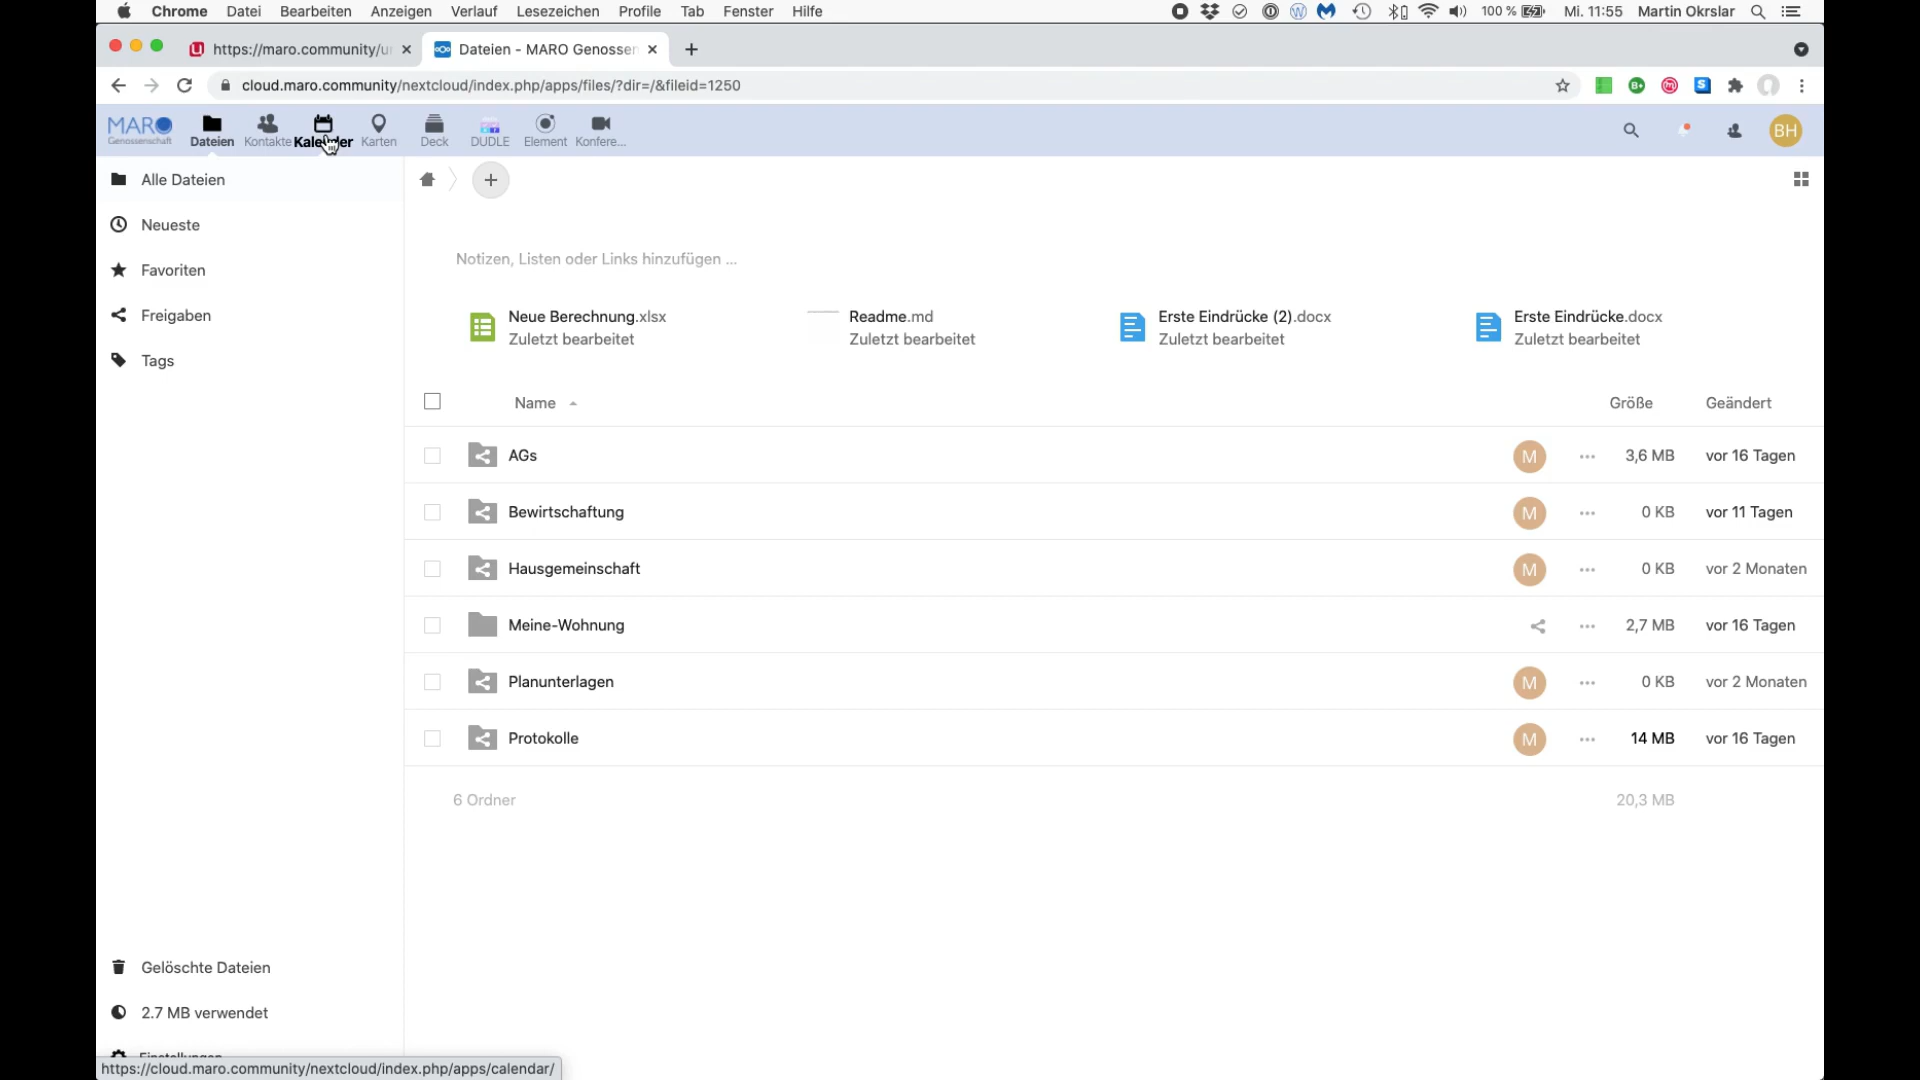 Chrome Datei Bearbeiten Anzeigen Verlauf Lesezeichen Profile Tab Fenster Hilfe 100 % Mi. 11:55 Martin Okrslar
https://maro.community/u Dateien - MARO Genossen
cloud.maro.community/nextcloud/index.php/apps/files/?dir=/&fileid=1250
MARO Genossenschaft Dateien Kontakte Kalender Karten Deck DUDLE Element Konfere... BH
Alle Dateien
Neueste
Favoriten
Freigaben
Tags
Notizen, Listen oder Links hinzufügen ...
Neue Berechnung.xlsx Readme.md Erste Eindrücke (2).docx Erste Eindrücke.docx
Zuletzt bearbeitet Zuletzt bearbeitet Zuletzt bearbeitet Zuletzt bearbeitet
Name Größe Geändert
AGs M 3,6 MB vor 16 Tagen
Bewirtschaftung M 0 KB vor 11 Tagen
Hausgemeinschaft M 0 KB vor 2 Monaten
Meine-Wohnung 2,7 MB vor 16 Tagen
Planunterlagen M 0 KB vor 2 Monaten
Protokolle M 14 MB vor 16 Tagen
6 Ordner 20,3 MB
Gelöschte Dateien
2.7 MB verwendet
Einstellungen
https://cloud.maro.community/nextcloud/index.php/apps/calendar/